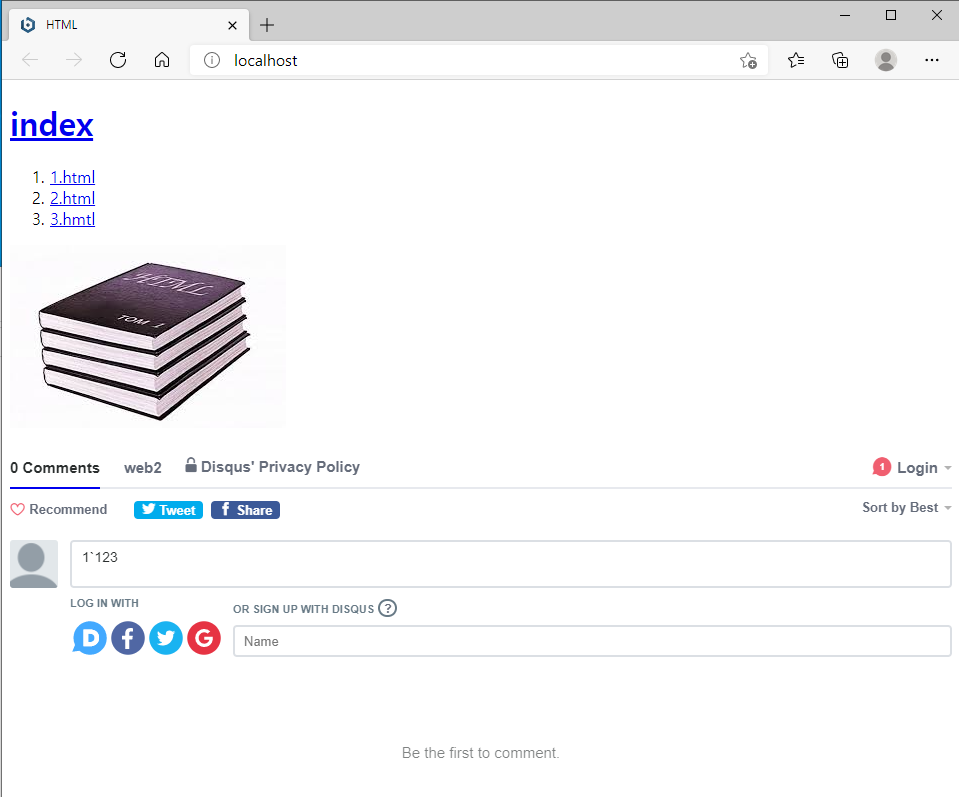 HTML
localhost
index
1. 1.html
2. 2.html
3. 3.hmtl
HTML
TOM 1
0 Comments web2 Disqus' Privacy Policy 1 Login
Recommend Tweet f Share Sort by Best
1`123
LOG IN WITH
OR SIGN UP WITH DISQUS ?
D f G
Name
Be the first to comment.